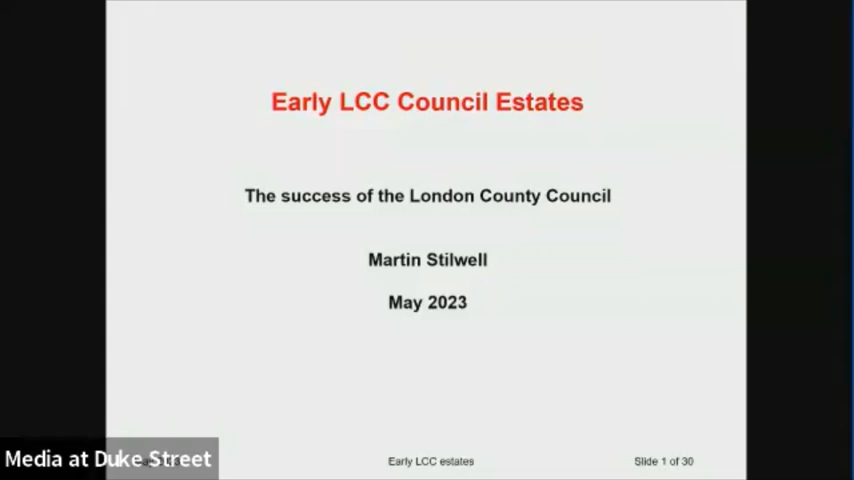 Early LCC Council Estates
The success of the London County Council
Martin Stilwell
May 2023
Media at Duke Street
Early LCC estates
Slide 1 of 30